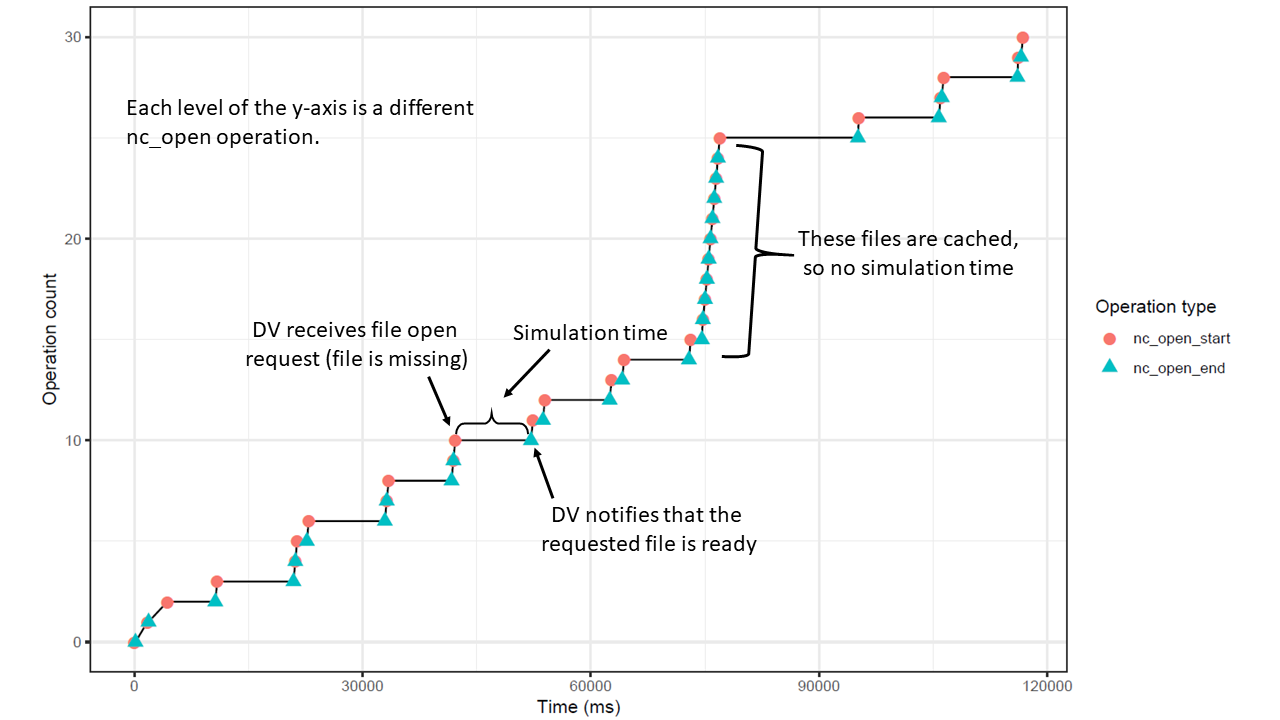 Each level of the y-axis is a different
nc_open operation.
These files are cached,
so no simulation time
DV receives file open
request (file is missing)
Simulation time
DV notifies that the
requested file is ready
Operation count
30
20
10
0
0
30000
60000
90000
120000
Time (ms)
Operation type
nc_open_start
nc_open_end